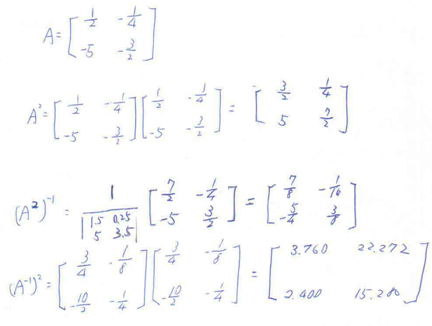 A = [ 1/2 -1/4
-5 -3/2 ]
A² = [ 1/2 -1/4
-5 -3/2 ] [ 1/2 -1/4
-5 -3/2 ] = [ 3/2 1/4
5 7/2 ]
(A²)⁻¹ = 1 / | 1.5 0.25
5 3.5 | [ 7/2 -1/4
-5 3/2 ] = [ 7/8 -1/16
-5/4 3/8 ]
(A⁻¹)² = [ 3/4 -1/8
-10/2 -1/4 ] [ 3/4 -1/8
-10/2 -1/4 ] = [ 3.760 22.272
2.400 15.280 ]